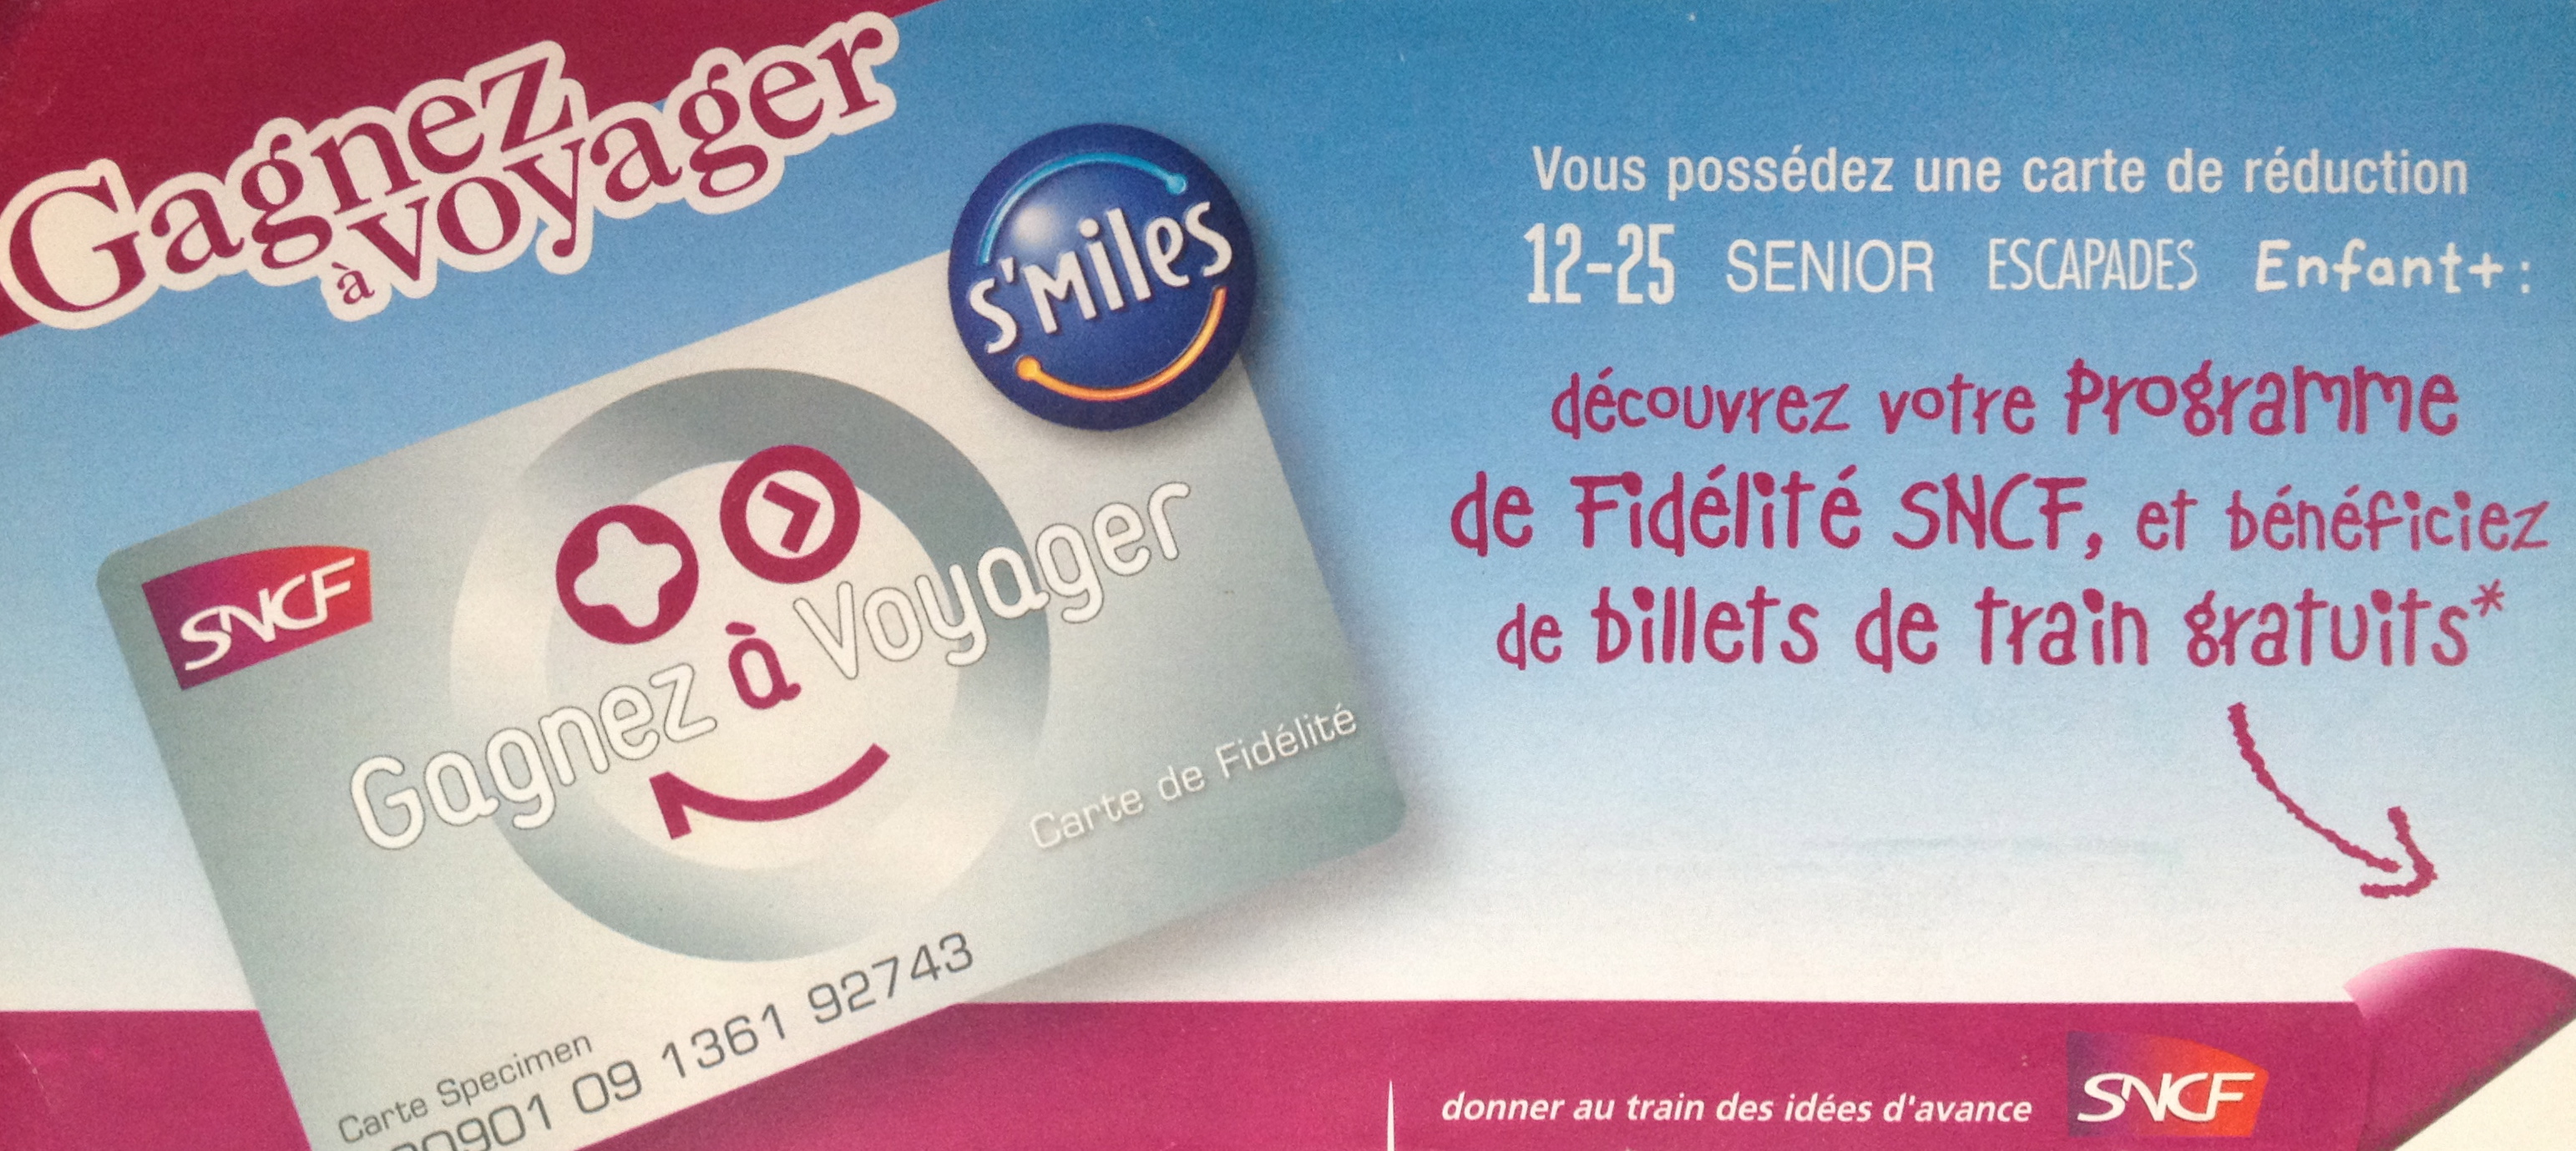 Gagnez
à voyager
s'Miles
SNCF
Gagnez à Voyager
Carte de Fidélité
Carte Specimen
00901 09 1361 92743
Vous possédez une carte de réduction
12-25 SENIOR ESCAPADES Enfant+ :
découvrez votre Programme
de Fidélité SNCF, et bénéficiez
de billets de train gratuits*
donner au train des idées d'avance
SNCF